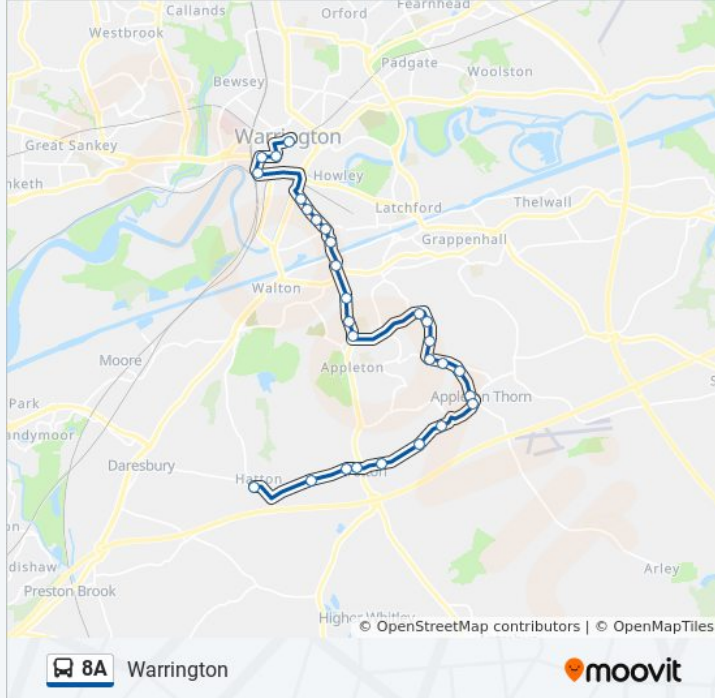 Callands
Orford
Fearnhead
Westbrook
Padgate
Woolston
Bewsey
Warrington
Great Sankey
Howley
nketh
Latchford
Thelwall
Grappenhall
Walton
Moore
Appleton
Park
Appleton Thorn
andymoor
Daresbury
Hatton
dishaw
Preston Brook
Arley
Higher Whitley
© OpenStreetMap contributors | © OpenMapTiles
8A Warrington
moovit